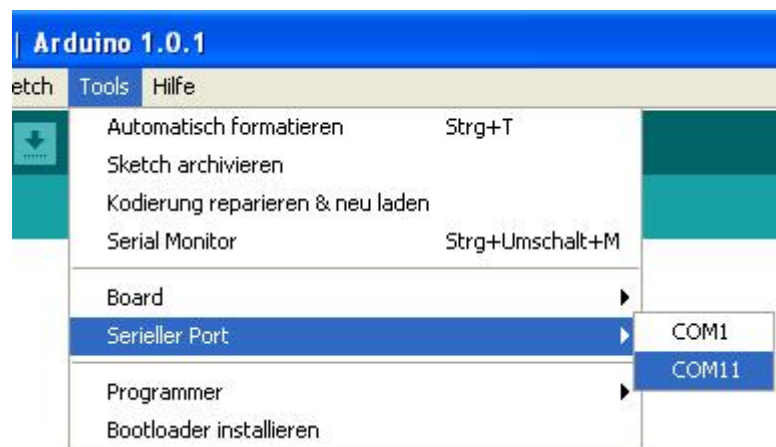 | Arduino 1.0.1
etch Tools Hilfe
Automatisch formatieren Strg+T
Sketch archivieren
Kodierung reparieren & neu laden
Serial Monitor Strg+Umschalt+M
Board
Serieller Port
COM1
COM11
Programmer
Bootloader installieren